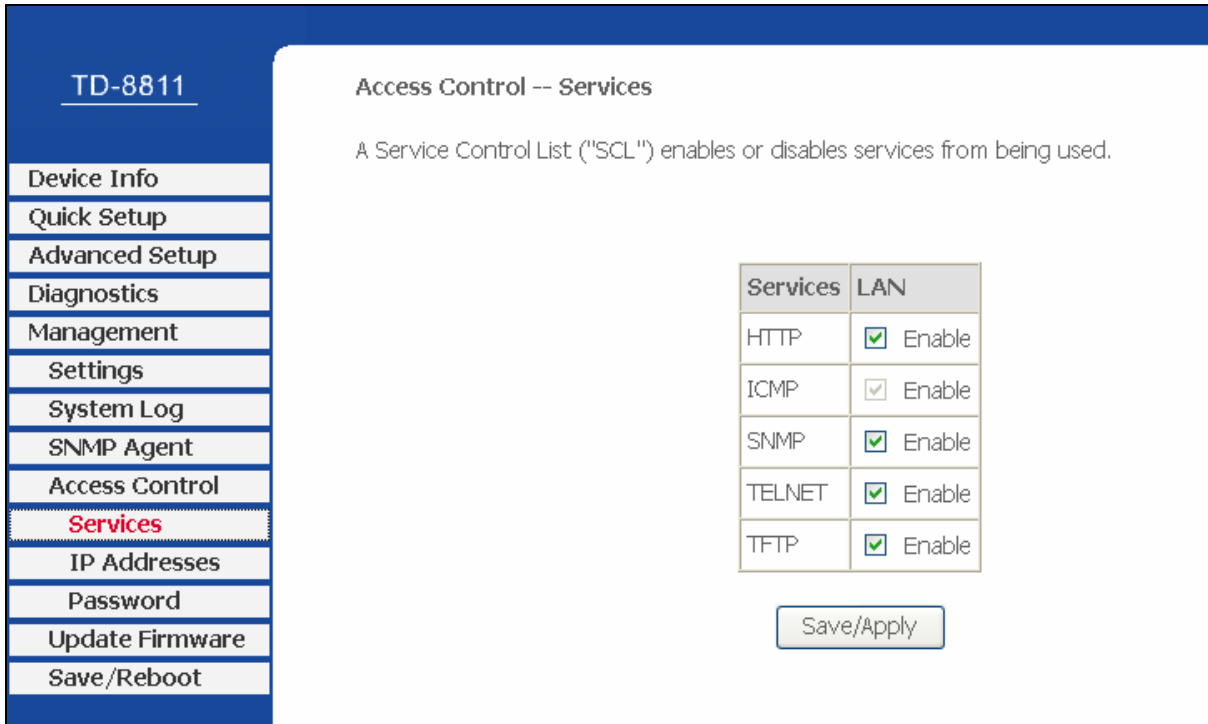 TD-8811
Device Info
Quick Setup
Advanced Setup
Diagnostics
Management
Settings
System Log
SNMP Agent
Access Control
Services
IP Addresses
Password
Update Firmware
Save/Reboot
Access Control -- Services
A Service Control List ("SCL") enables or disables services from being used.
Services LAN
HTTP Enable
ICMP Enable
SNMP Enable
TELNET Enable
TFTP Enable
Save/Apply